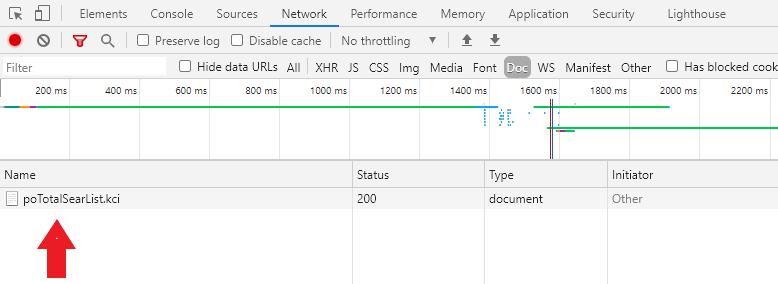 Elements Console Sources Network Performance Memory Application Security Lighthouse
Preserve log Disable cache No throttling
Filter Hide data URLs All XHR JS CSS Img Media Font Doc WS Manifest Other Has blocked cook
200 ms 400 ms 600 ms 800 ms 1000 ms 1200 ms 1400 ms 1600 ms 1800 ms 2000 ms 2200 ms
Name Status Type Initiator
poTotalSearList.kci 200 document Other